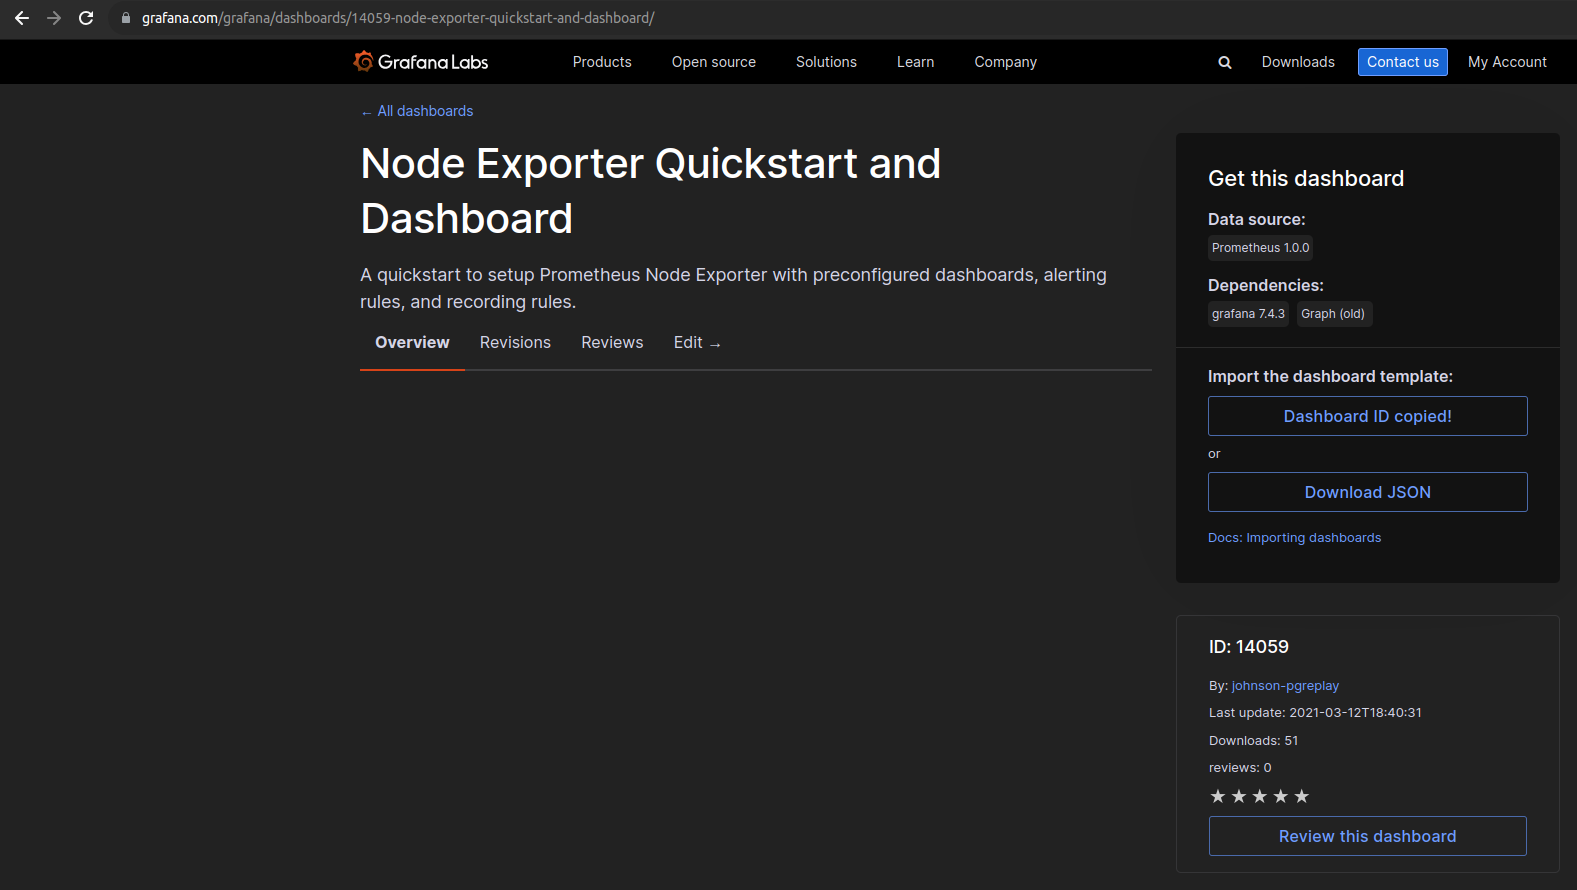 grafana.com/grafana/dashboards/14059-node-exporter-quickstart-and-dashboard/
Grafana Labs Products Open source Solutions Learn Company Downloads Contact us My Account
← All dashboards
Node Exporter Quickstart and
Dashboard
A quickstart to setup Prometheus Node Exporter with preconfigured dashboards, alerting
rules, and recording rules.
Overview Revisions Reviews Edit →
Get this dashboard
Data source:
Prometheus 1.0.0
Dependencies:
grafana 7.4.3 Graph (old)
Import the dashboard template:
Dashboard ID copied!
or
Download JSON
Docs: Importing dashboards
ID: 14059
By: johnson-pgreplay
Last update: 2021-03-12T18:40:31
Downloads: 51
reviews: 0
★ ★ ★ ★ ★
Review this dashboard